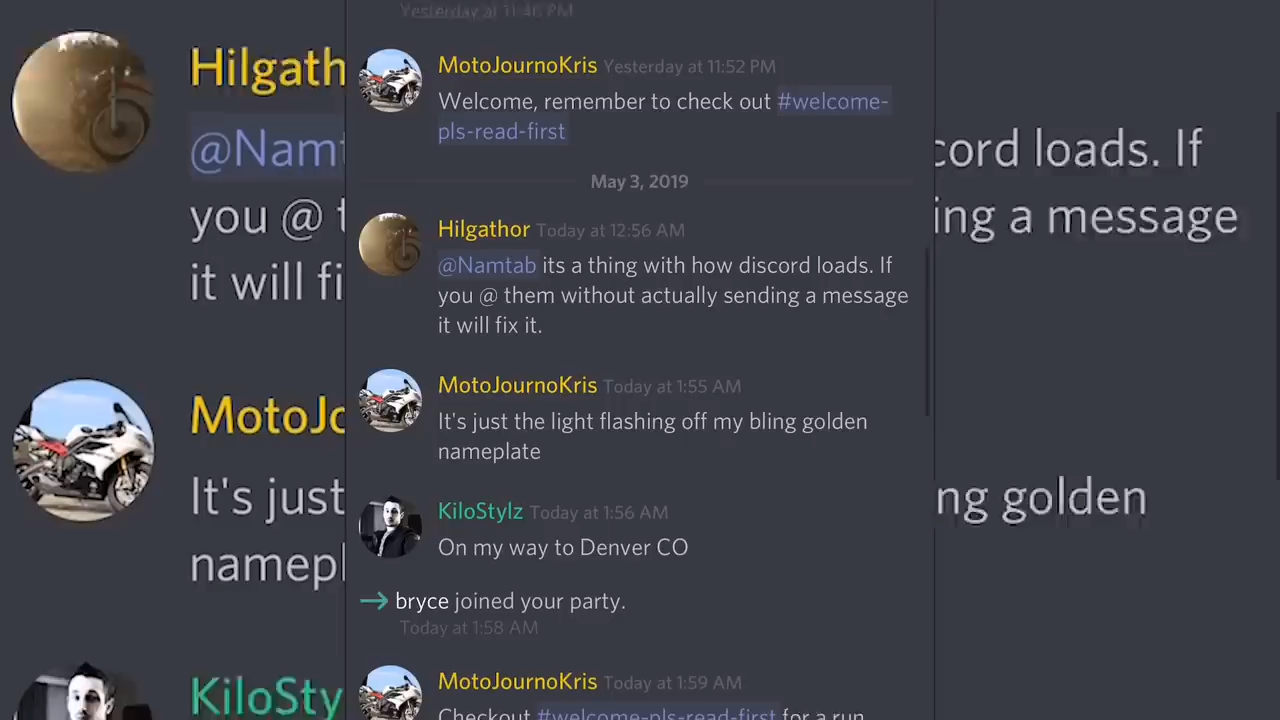 Yesterday at 11:46 PM
MotoJournoKris Yesterday at 11:52 PM
Welcome, remember to check out #welcome-
pls-read-first
May 3, 2019
Hilgathor Today at 12:56 AM
@Namtab its a thing with how discord loads. If
you @ them without actually sending a message
it will fix it.
MotoJournoKris Today at 1:55 AM
It's just the light flashing off my bling golden
nameplate
KiloStylz Today at 1:56 AM
On my way to Denver CO
bryce joined your party.
Today at 1:58 AM
MotoJournoKris Today at 1:59 AM
Checkout #welcome-pls-read-first for a run
Hilgath
@Namt
cord loads. If
you @ t
ing a message
it will fi
MotoJo
It's just
ng golden
namepl
KiloSty